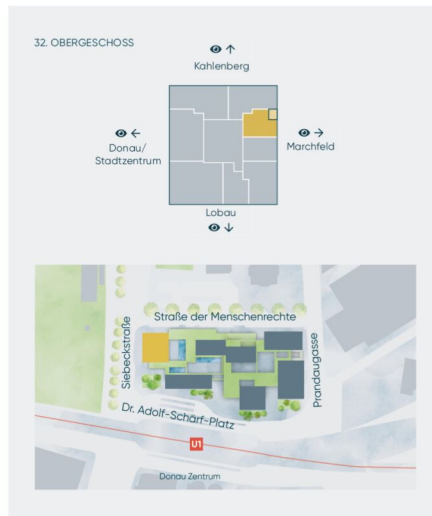 32. OBERGESCHOSS
Kahlenberg
Donau/
Stadtzentrum
Marchfeld
Lobau
Straße der Menschenrechte
Siebeckstraße
Prandaugasse
Dr. Adolf-Schärf-Platz
U1
Donau Zentrum